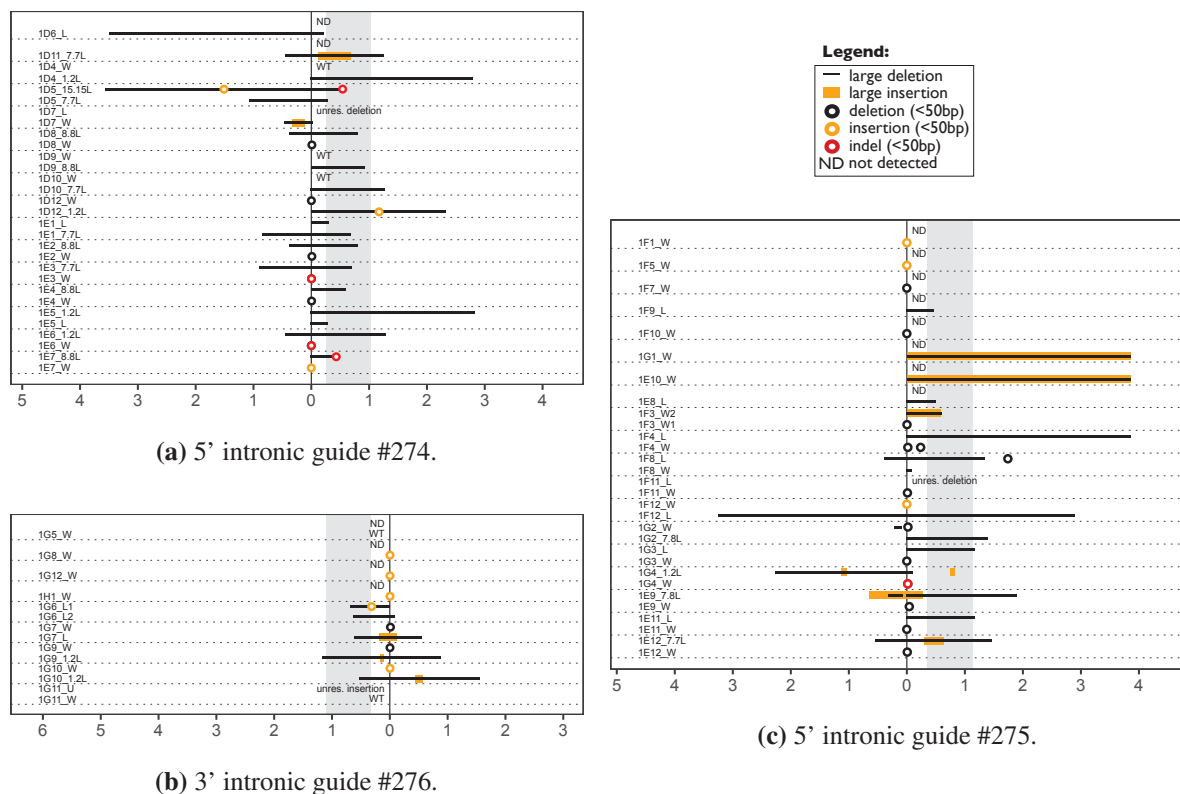 ND
1D6_L
ND
1D11_7.7L
1D4_W WT
1D4_1.2L
1D5_15.15L
1D5_7.7L
1D7_L unres. deletion
1D7_W
1D8_8.8L
1D8_W
1D9_W WT
1D9_8.8L
1D10_W WT
1D10_7.7L
1D12_W
1D12_1.2L
1E1_L
1E1_7.7L
1E2_8.8L
1E2_W
1E3_7.7L
1E3_W
1E4_8.8L
1E4_W
1E5_1.2L
1E5_L
1E6_1.2L
1E6_W
1E7_8.8L
1E7_W
5 4 3 2 1 0 1 2 3 4
(a) 5’ intronic guide #274.
ND
1G5_W WT
ND
1G8_W
ND
1G12_W
ND
1H1_W
1G6_L1
1G6_L2
1G7_W
1G7_L
1G9_W
1G9_1.2L
1G10_W
1G10_1.2L
1G11_U unres. insertion
1G11_W WT
6 5 4 3 2 1 0 1 2 3
(b) 3’ intronic guide #276.
Legend:
large deletion
large insertion
deletion (<50bp)
insertion (<50bp)
indel (<50bp)
ND not detected
ND
1F1_W
ND
1F5_W
ND
1F7_W
ND
1F9_L
ND
1F10_W
ND
1G1_W
ND
1E10_W
ND
1E8_L
1F3_W2
1F3_W1
1F4_L
1F4_W
1F8_L
1F8_W
1F11_L unres. deletion
1F11_W
1F12_W
1F12_L
1G2_W
1G2_7.8L
1G3_L
1G3_W
1G4_1.2L
1G4_W
1E9_7.8L
1E9_W
1E11_L
1E11_W
1E12_7.7L
1E12_W
5 4 3 2 1 0 1 2 3 4
(c) 5’ intronic guide #275.